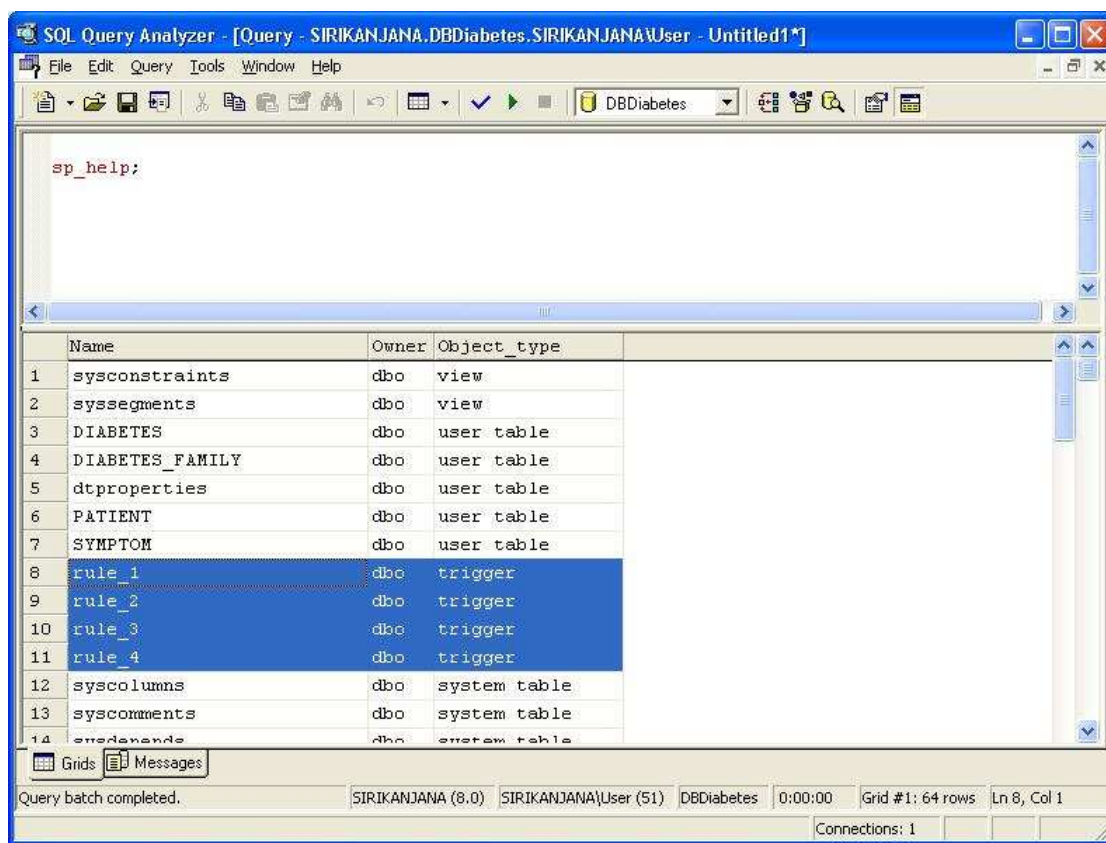 SQL Query Analyzer - [Query - SIRIKANJANA.DBDiabetes.SIRIKANJANA\User - Untitled1*]
File Edit Query Tools Window Help
DBDiabetes
sp_help;
Name Owner Object_type
1 sysconstraints dbo view
2 syssegments dbo view
3 DIABETES dbo user table
4 DIABETES_FAMILY dbo user table
5 dtproperties dbo user table
6 PATIENT dbo user table
7 SYMPTOM dbo user table
8 rule_1 dbo trigger
9 rule_2 dbo trigger
10 rule_3 dbo trigger
11 rule_4 dbo trigger
12 syscolumns dbo system table
13 syscomments dbo system table
14 sysdepends dbo system table
Grids Messages
Query batch completed. SIRIKANJANA (8.0) SIRIKANJANA\User (51) DBDiabetes 0:00:00 Grid #1: 64 rows Ln 8, Col 1
Connections: 1